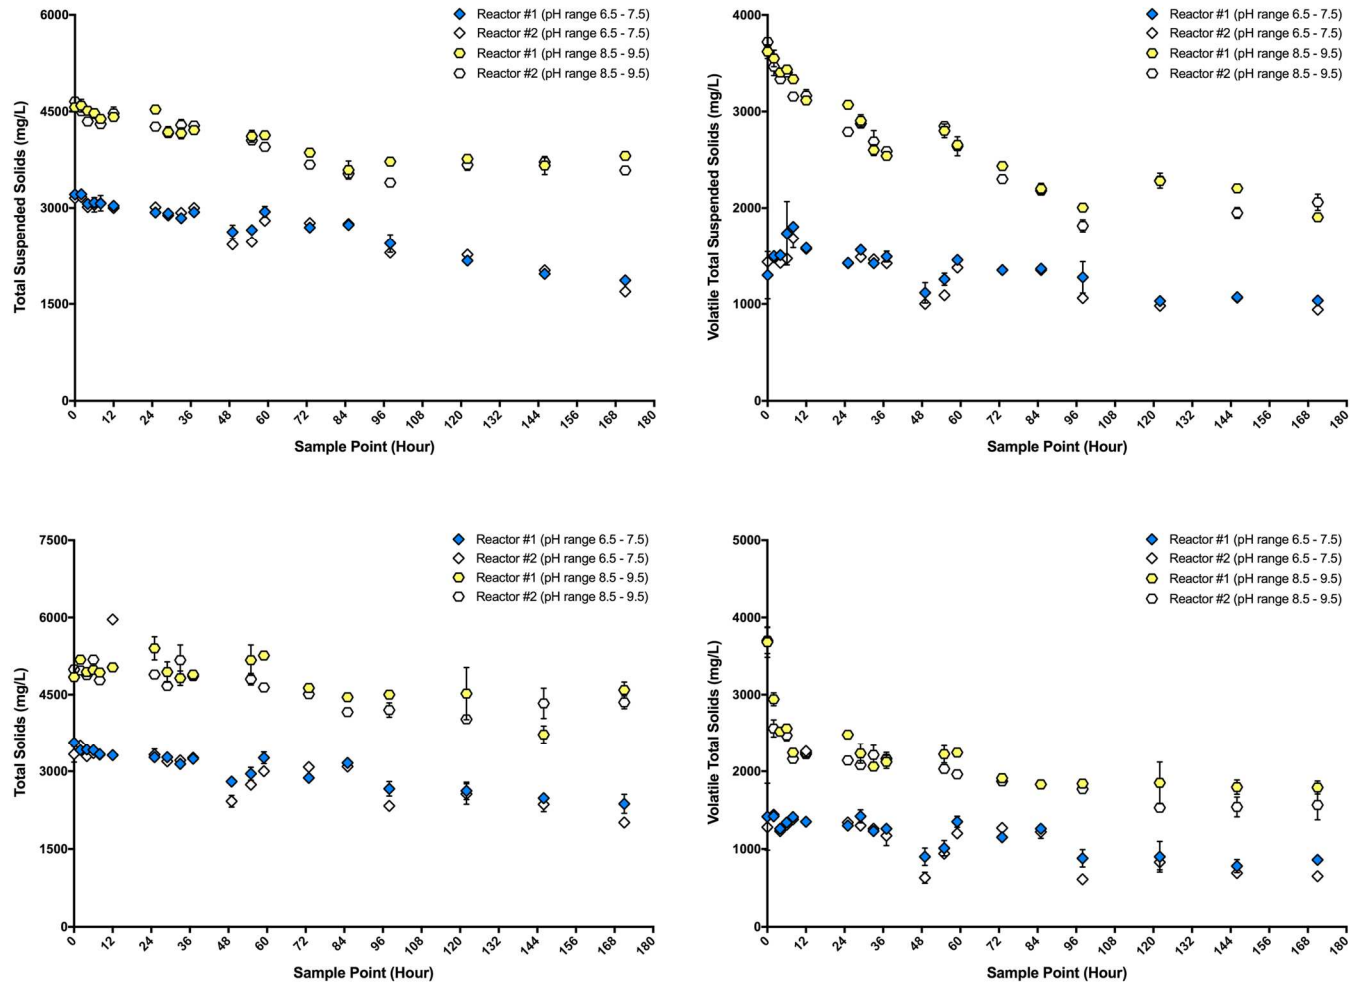 6000
4500
3000
1500
0
Total Suspended Solids (mg/L)
Reactor #1 (pH range 6.5 - 7.5)
Reactor #2 (pH range 6.5 - 7.5)
Reactor #1 (pH range 8.5 - 9.5)
Reactor #2 (pH range 8.5 - 9.5)
0 12 24 36 48 60 72 84 96 108 120 132 144 156 168 180
Sample Point (Hour)
4000
3000
2000
1000
0
Volatile Total Suspended Solids (mg/L)
Reactor #1 (pH range 6.5 - 7.5)
Reactor #2 (pH range 6.5 - 7.5)
Reactor #1 (pH range 8.5 - 9.5)
Reactor #2 (pH range 8.5 - 9.5)
0 12 24 36 48 60 72 84 96 108 120 132 144 156 168 180
Sample Point (Hour)
7500
6000
4500
3000
1500
0
Total Solids (mg/L)
Reactor #1 (pH range 6.5 - 7.5)
Reactor #2 (pH range 6.5 - 7.5)
Reactor #1 (pH range 8.5 - 9.5)
Reactor #2 (pH range 8.5 - 9.5)
0 12 24 36 48 60 72 84 96 108 120 132 144 156 168 180
Sample Point (Hour)
5000
4000
3000
2000
1000
0
Volatile Total Solids (mg/L)
Reactor #1 (pH range 6.5 - 7.5)
Reactor #2 (pH range 6.5 - 7.5)
Reactor #1 (pH range 8.5 - 9.5)
Reactor #2 (pH range 8.5 - 9.5)
0 12 24 36 48 60 72 84 96 108 120 132 144 156 168 180
Sample Point (Hour)